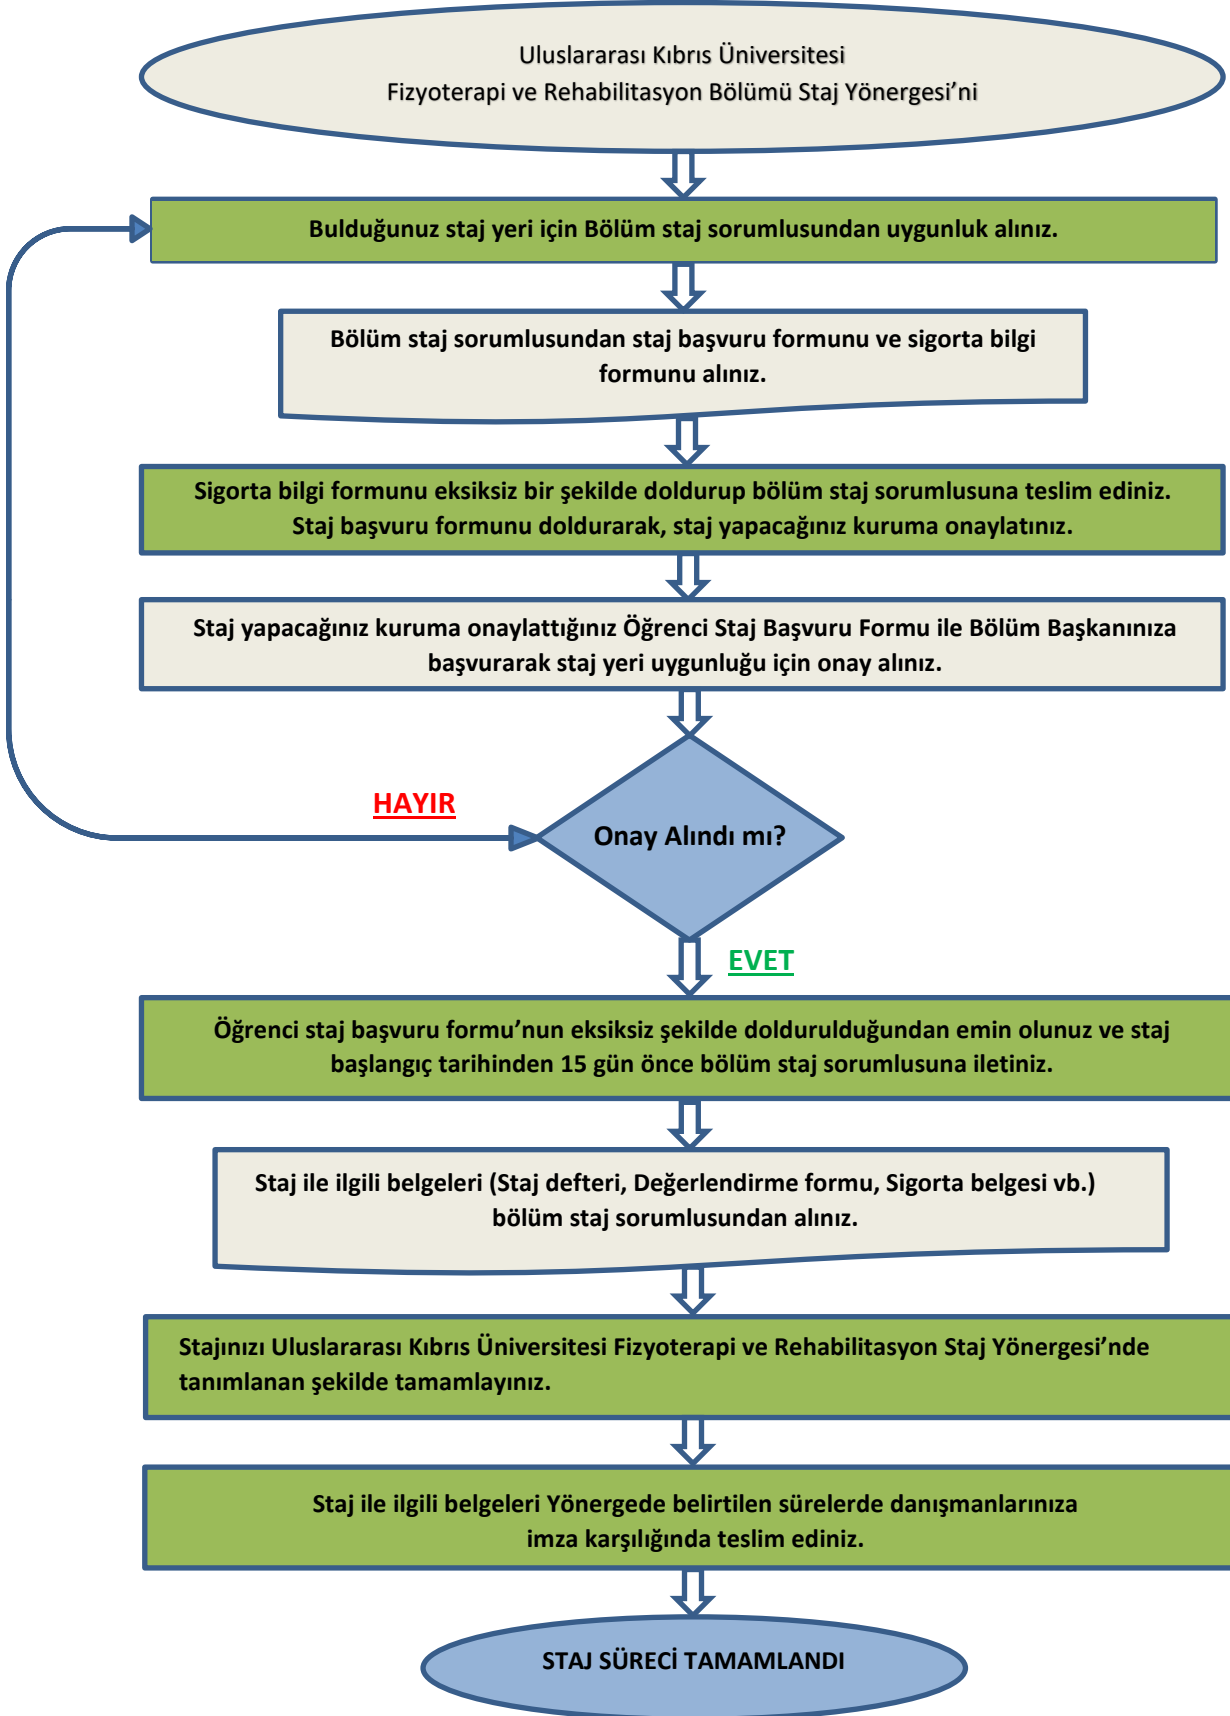 Uluslararası Kıbrıs Üniversitesi
Fizyoterapi ve Rehabilitasyon Bölümü Staj Yönergesi’ni
Bulduğunuz staj yeri için Bölüm staj sorumlusundan uygunluk alınız.
Bölüm staj sorumlusundan staj başvuru formunu ve sigorta bilgi
formunu alınız.
Sigorta bilgi formunu eksiksiz bir şekilde doldurup bölüm staj sorumlusuna teslim ediniz.
Staj başvuru formunu doldurarak, staj yapacağınız kuruma onaylatınız.
Staj yapacağınız kuruma onaylattığınız Öğrenci Staj Başvuru Formu ile Bölüm Başkanınıza
başvurarak staj yeri uygunluğu için onay alınız.
HAYIR
Onay Alındı mı?
EVET
Öğrenci staj başvuru formu’nun eksiksiz şekilde doldurulduğundan emin olunuz ve staj
başlangıç tarihinden 15 gün önce bölüm staj sorumlusuna iletiniz.
Staj ile ilgili belgeleri (Staj defteri, Değerlendirme formu, Sigorta belgesi vb.)
bölüm staj sorumlusundan alınız.
Stajınızı Uluslararası Kıbrıs Üniversitesi Fizyoterapi ve Rehabilitasyon Staj Yönergesi’nde
tanımlanan şekilde tamamlayınız.
Staj ile ilgili belgeleri Yönergede belirtilen sürelerde danışmanlarınıza
imza karşılığında teslim ediniz.
STAJ SÜRECİ TAMAMLANDI